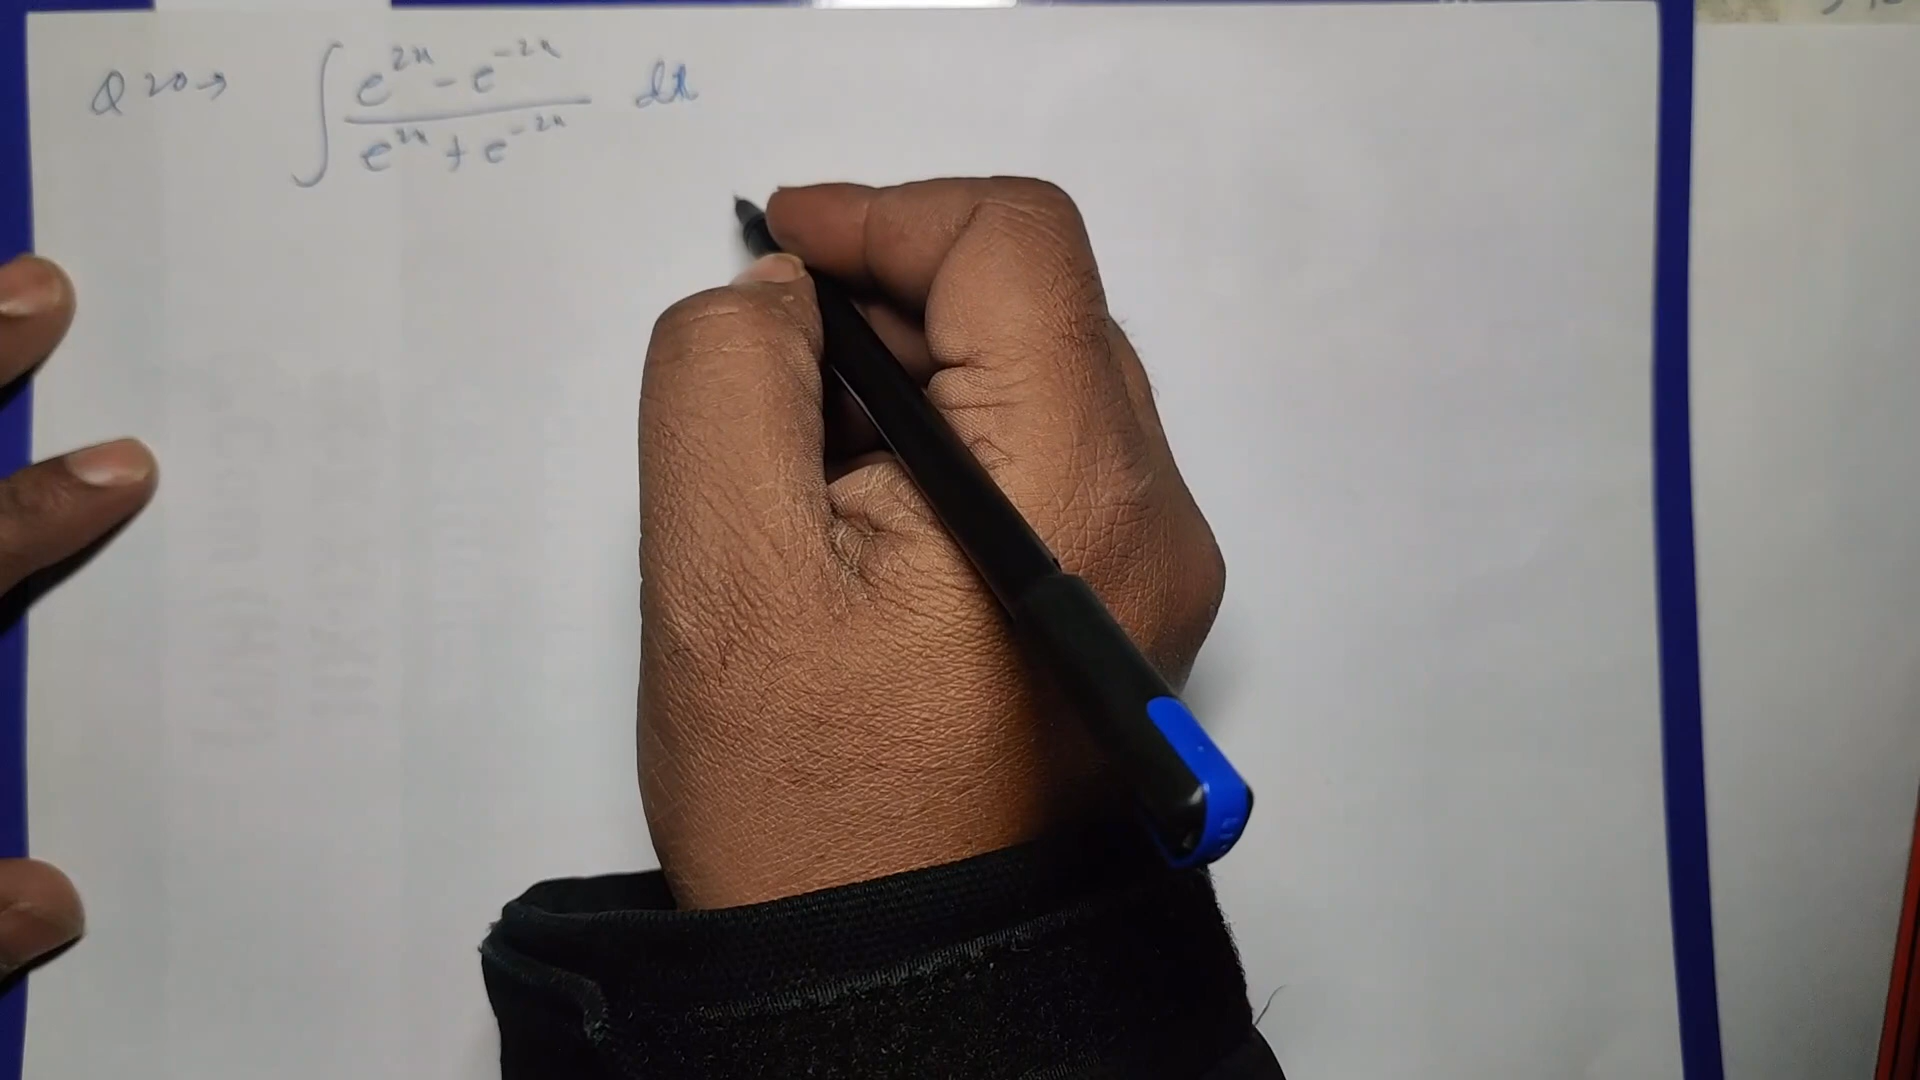 Q 20 → ∫ (e^{2x} - e^{-2x}) / (e^{2x} + e^{-2x}) dx